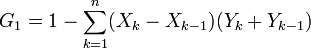 G_1 = 1 - \sum_{k=1}^{n} (X_k - X_{k-1})(Y_k + Y_{k-1})